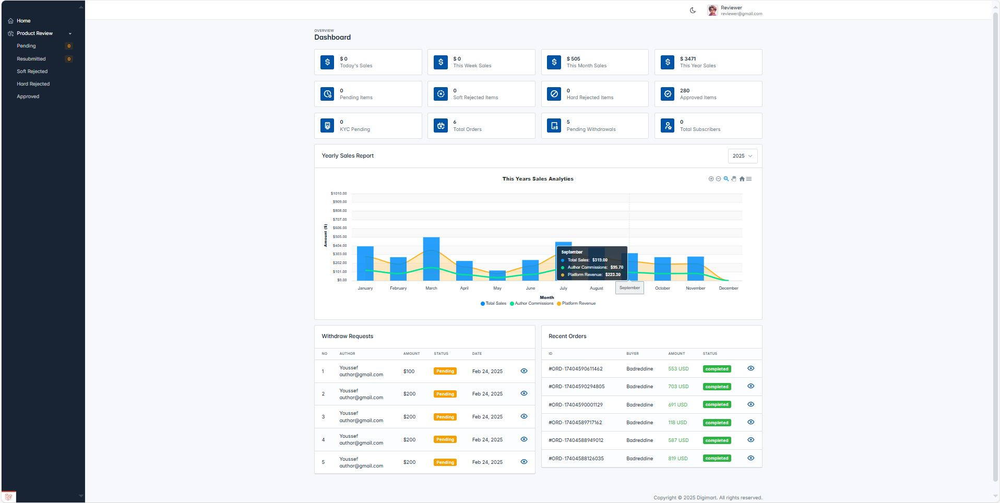 Reviewer
reviewer@gmail.com
Home
Product Review
Pending 0
Resubmitted 0
Soft Rejected
Hard Rejected
Approved
OVERVIEW
Dashboard
$ 0
Today's Sales
$ 0
This Week Sales
$ 505
This Month Sales
$ 3471
This Year Sales
0
Pending Items
0
Soft Rejected Items
0
Hard Rejected Items
280
Approved Items
0
KYC Pending
6
Total Orders
5
Pending Withdrawals
0
Total Subscribers
Yearly Sales Report
2025
This Years Sales Analytics
Amount ($)
$1010.00
$909.00
$808.00
$707.00
$606.00
$505.00
$404.00
$303.00
$202.00
$101.00
$0.00
September
Total Sales: $319.00
Author Commissions: $95.70
Platform Revenue: $223.30
January February March April May June July August September October November December
Month
Total Sales Author Commissions Platform Revenue
Withdraw Requests
NO AUTHOR AMOUNT STATUS DATE
1 Youssef
author@gmail.com $100 Pending Feb 24, 2025
2 Youssef
author@gmail.com $200 Pending Feb 24, 2025
3 Youssef
author@gmail.com $200 Pending Feb 24, 2025
4 Youssef
author@gmail.com $200 Pending Feb 24, 2025
5 Youssef
author@gmail.com $200 Pending Feb 24, 2025
Recent Orders
ID BUYER AMOUNT STATUS
#ORD-17404590611462 Badreddine 553 USD completed
#ORD-17404590294805 Badreddine 703 USD completed
#ORD-17404590001129 Badreddine 691 USD completed
#ORD-17404589717162 Badreddine 118 USD completed
#ORD-17404588949012 Badreddine 587 USD completed
#ORD-17404588126035 Badreddine 819 USD completed
Copyright © 2025 Digimart. All rights reserved.